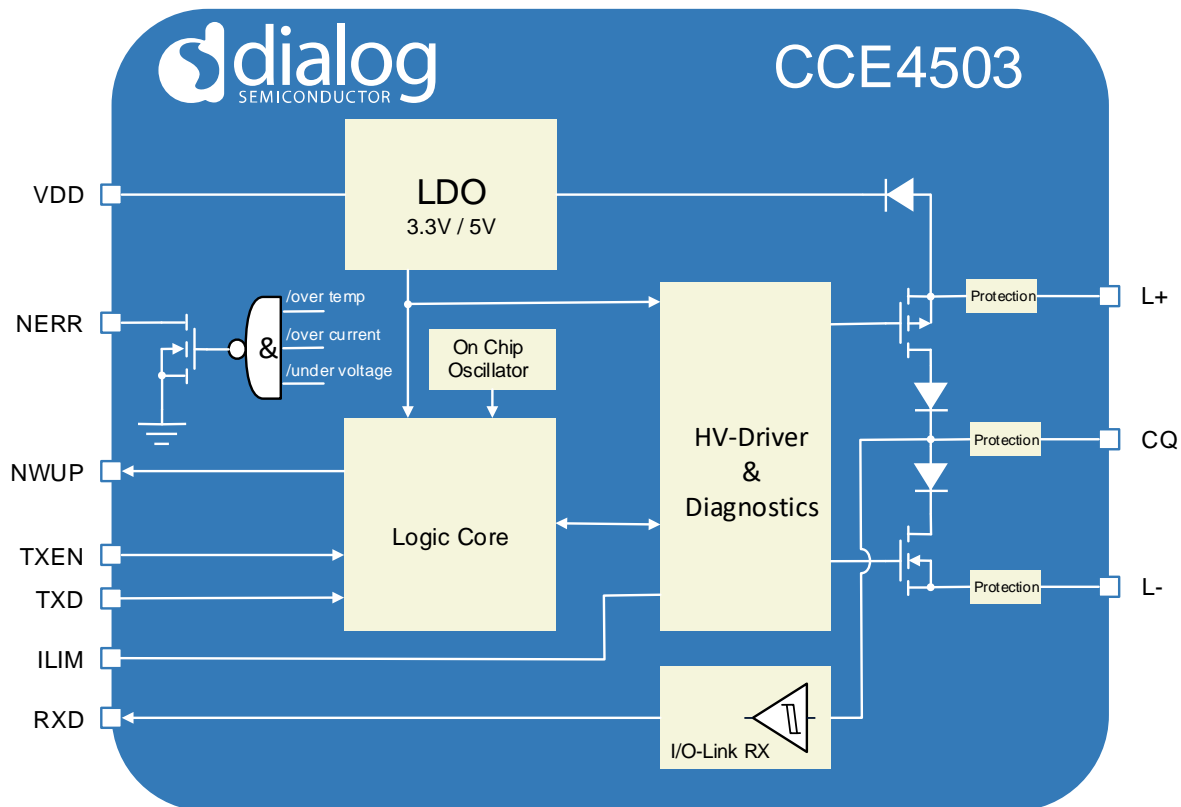 dialog
SEMICONDUCTOR
CCE4503
VDD
LDO
3.3V / 5V
NERR
/over temp
/over current
/under voltage
&
On Chip
Oscillator
NWUP
TXEN
TXD
ILIM
RXD
Logic Core
HV-Driver
&
Diagnostics
I/O-Link RX
Protection
L+
Protection
CQ
Protection
L-